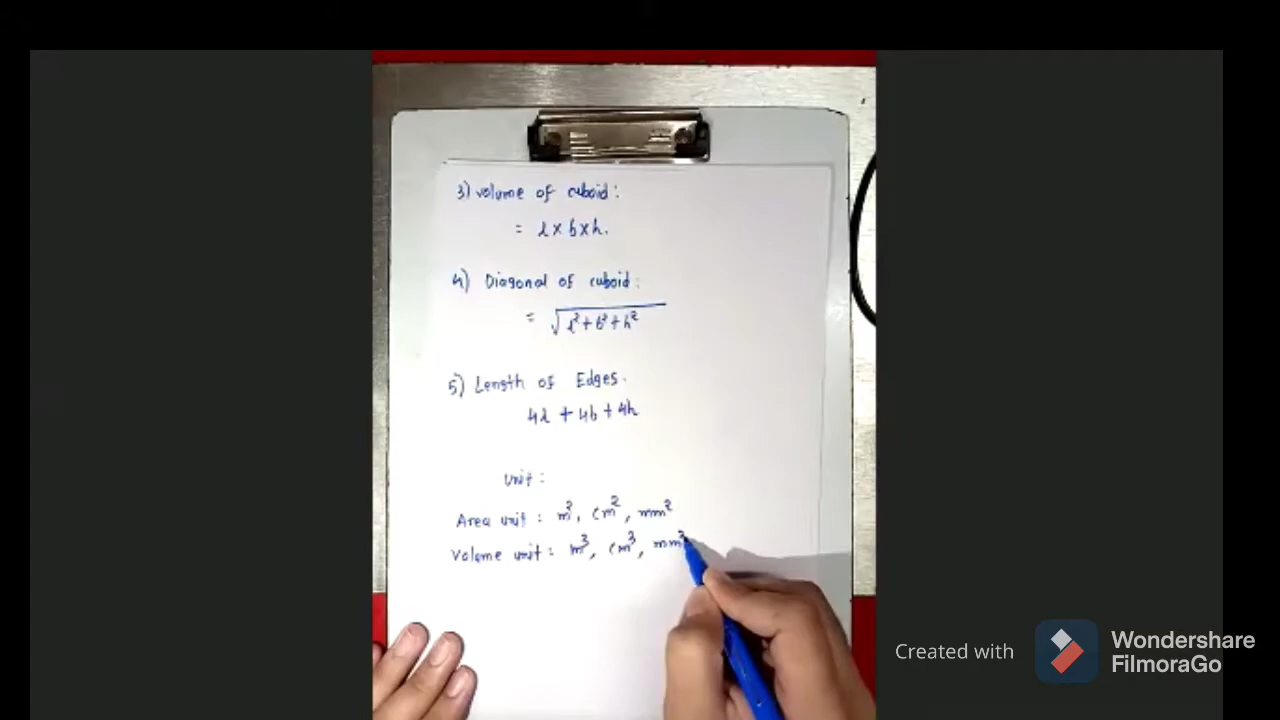 3) volume of cuboid:
= l × b × h.
4) Diagonal of cuboid:
= √l²+b²+h²
5) Length of Edges.
4l + 4b + 4h
unit:
Area unit : m², cm², mm²
Volume unit : m³, cm³, mm³
Created with
Wondershare
FilmoraGo